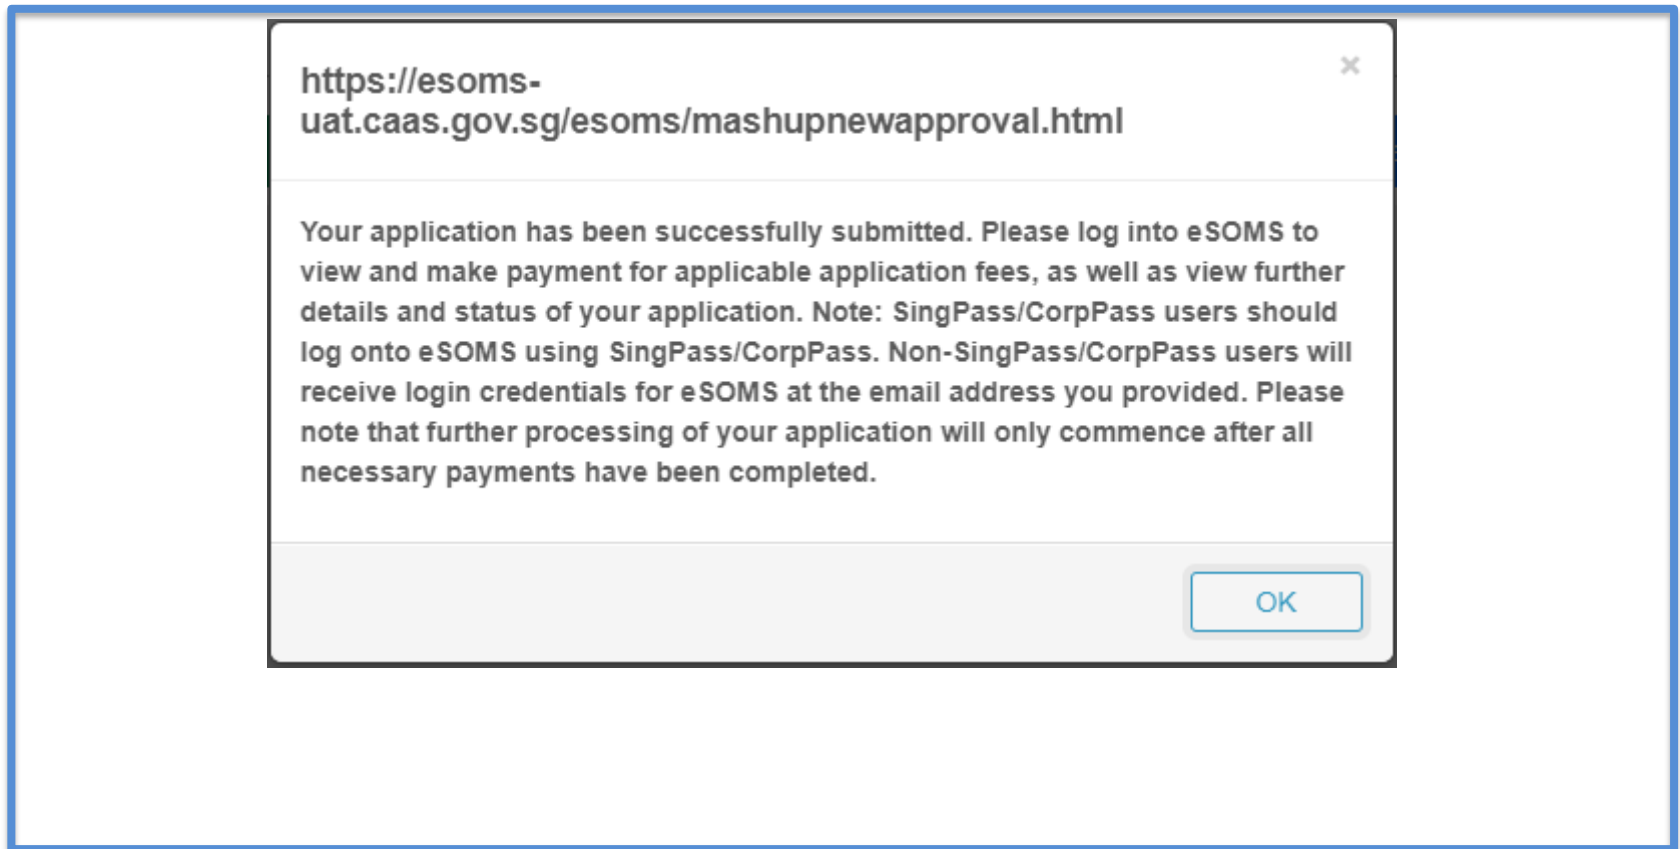 https://esoms-
uat.caas.gov.sg/esoms/mashupnewapproval.html
×
Your application has been successfully submitted. Please log into eSOMS to
view and make payment for applicable application fees, as well as view further
details and status of your application. Note: SingPass/CorpPass users should
log onto eSOMS using SingPass/CorpPass. Non-SingPass/CorpPass users will
receive login credentials for eSOMS at the email address you provided. Please
note that further processing of your application will only commence after all
necessary payments have been completed.
OK